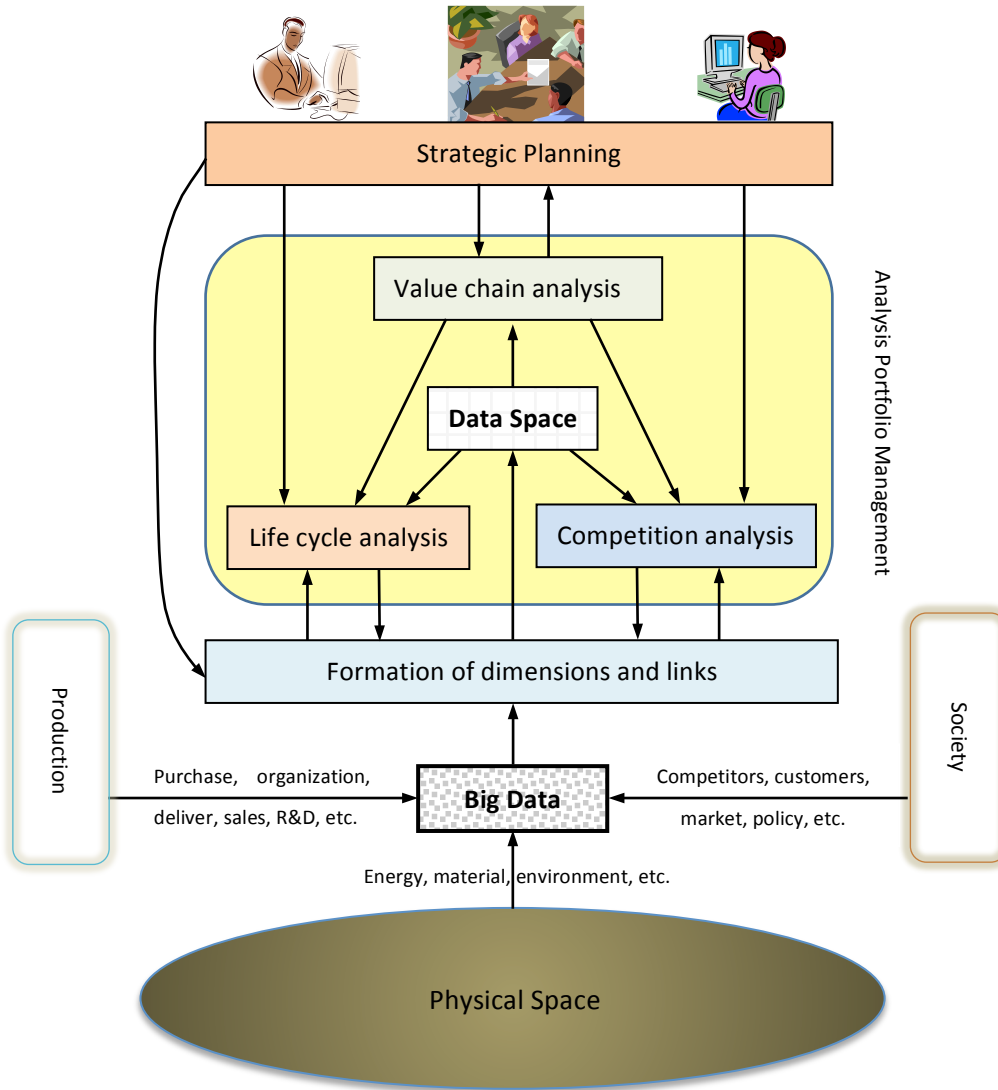 Strategic Planning
Value chain analysis
Analysis Portfolio Management
Data Space
Life cycle analysis
Competition analysis
Formation of dimensions and links
Production
Society
Purchase, organization,
deliver, sales, R&D, etc.
Big Data
Competitors, customers,
market, policy, etc.
Energy, material, environment, etc.
Physical Space